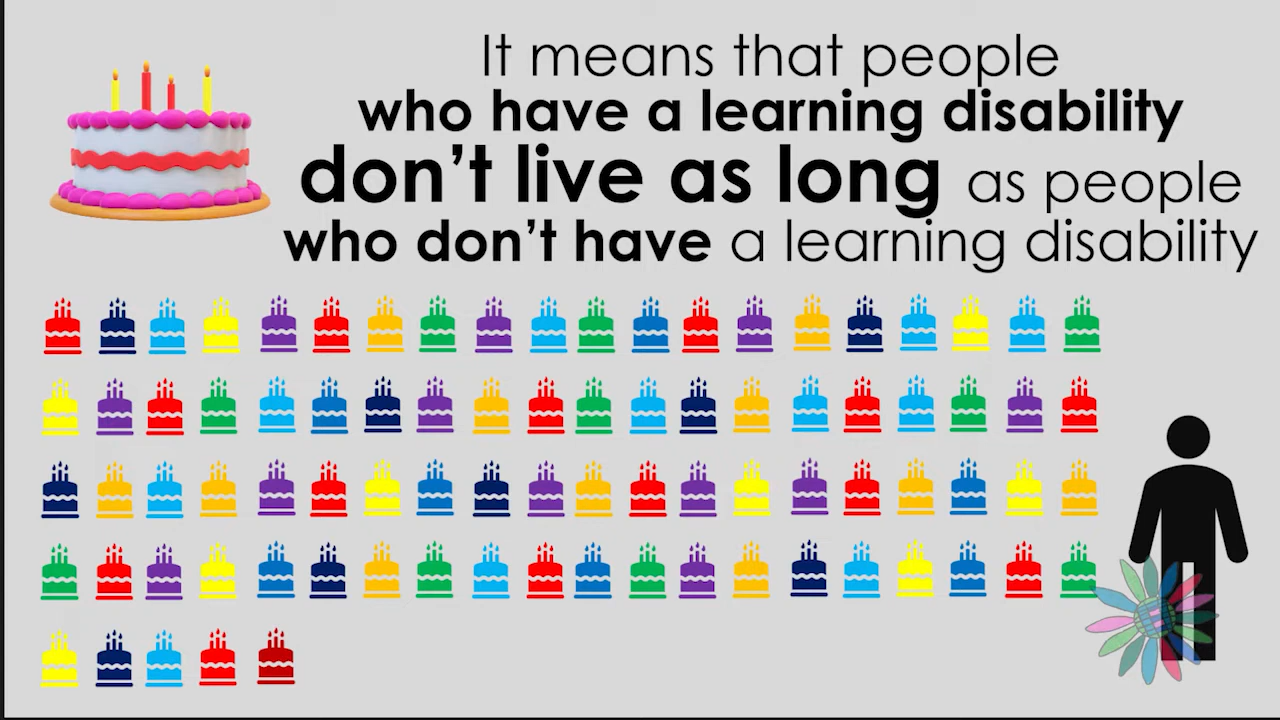 It means that people
who have a learning disability
don't live as long as people
who don't have a learning disability